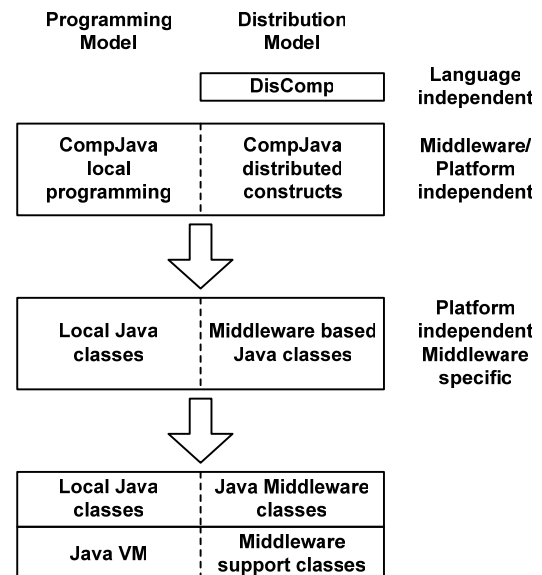 Programming
Model
Distribution
Model
DisComp
Language
independent
CompJava
local
programming
CompJava
distributed
constructs
Middleware/
Platform
independent
Local Java
classes
Middleware based
Java classes
Platform
independent
Middleware
specific
Local Java
classes
Java Middleware
classes
Java VM
Middleware
support classes